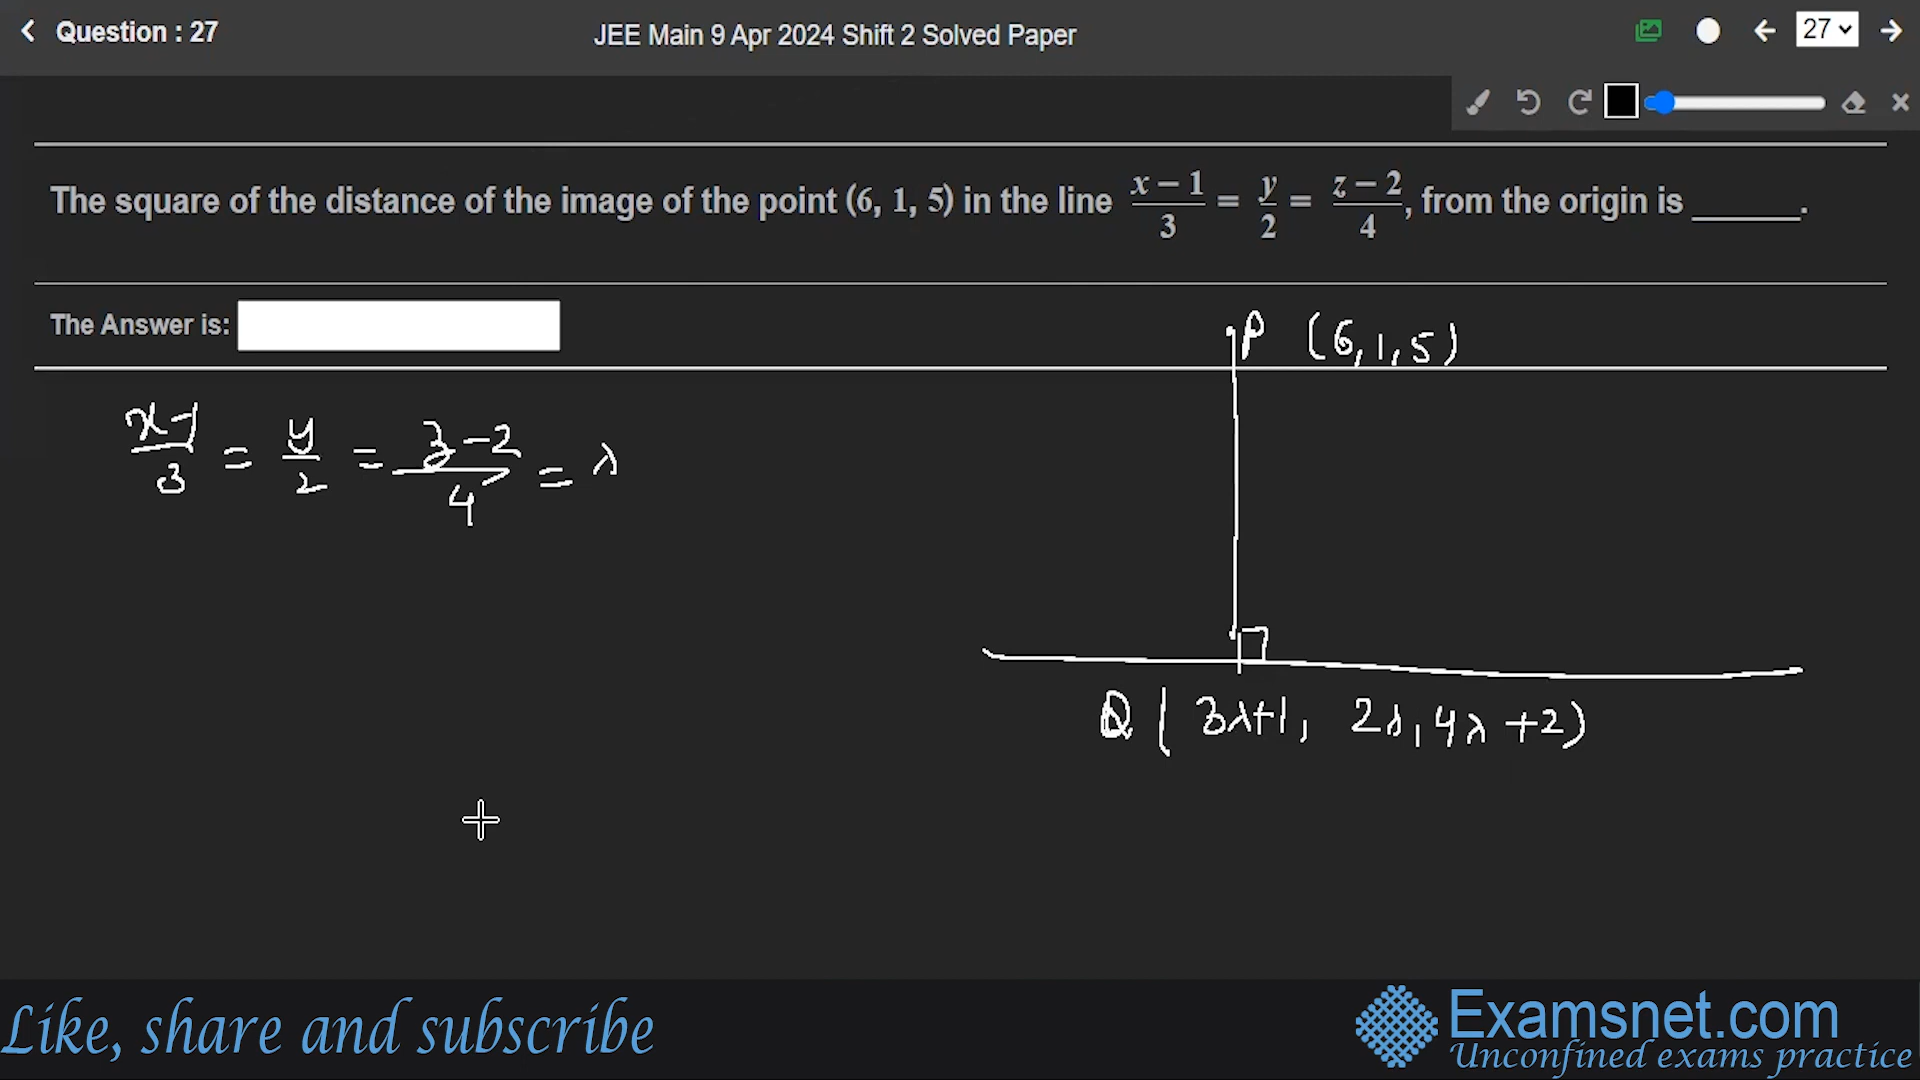 Question : 27
JEE Main 9 Apr 2024 Shift 2 Solved Paper
27
The square of the distance of the image of the point (6, 1, 5) in the line (x − 1)/3 = y/2 = (z − 2)/4, from the origin is ______.
The Answer is:
P (6, 1, 5)
(x-1)/3 = y/2 = (z-2)/4 = λ
Q ( 3λ+1, 2λ, 4λ +2)
Like, share and subscribe
Examsnet.com
Unconfined exams practice